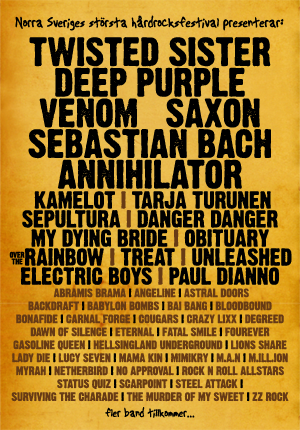 Norra Sveriges största hårdrocksfestival presenterar:
TWISTED SISTER
DEEP PURPLE
VENOM SAXON
SEBASTIAN BACH
ANNIHILATOR
KAMELOT | TARJA TURUNEN
SEPULTURA | DANGER DANGER
MY DYING BRIDE | OBITUARY
OVER THE RAINBOW | TREAT | UNLEASHED
ELECTRIC BOYS | PAUL DIANNO
ABRAMIS BRAMA | ANGELINE | ASTRAL DOORS
BACKDRAFT | BABYLON BOMBS | BAI BANG | BLOODBOUND
BONAFIDE | CARNAL FORGE | COUGARS | CRAZY LIXX | DEGREED
DAWN OF SILENCE | ETERNAL | FATAL SMILE | FOUREVER
GASOLINE QUEEN | HELLSINGLAND UNDERGROUND | LIONS SHARE
LADY DIE | LUCY SEVEN | MAMA KIN | MIMIKRY | M.A.N | M.ILL.ION
MYRAH | NETHERBIRD | NO APPROVAL | ROCK N ROLL ALLSTARS
STATUS QUIZ | SCARPOINT | STEEL ATTACK |
SURVIVING THE CHARADE | THE MURDER OF MY SWEET | ZZ ROCK
fler band tillkommer...